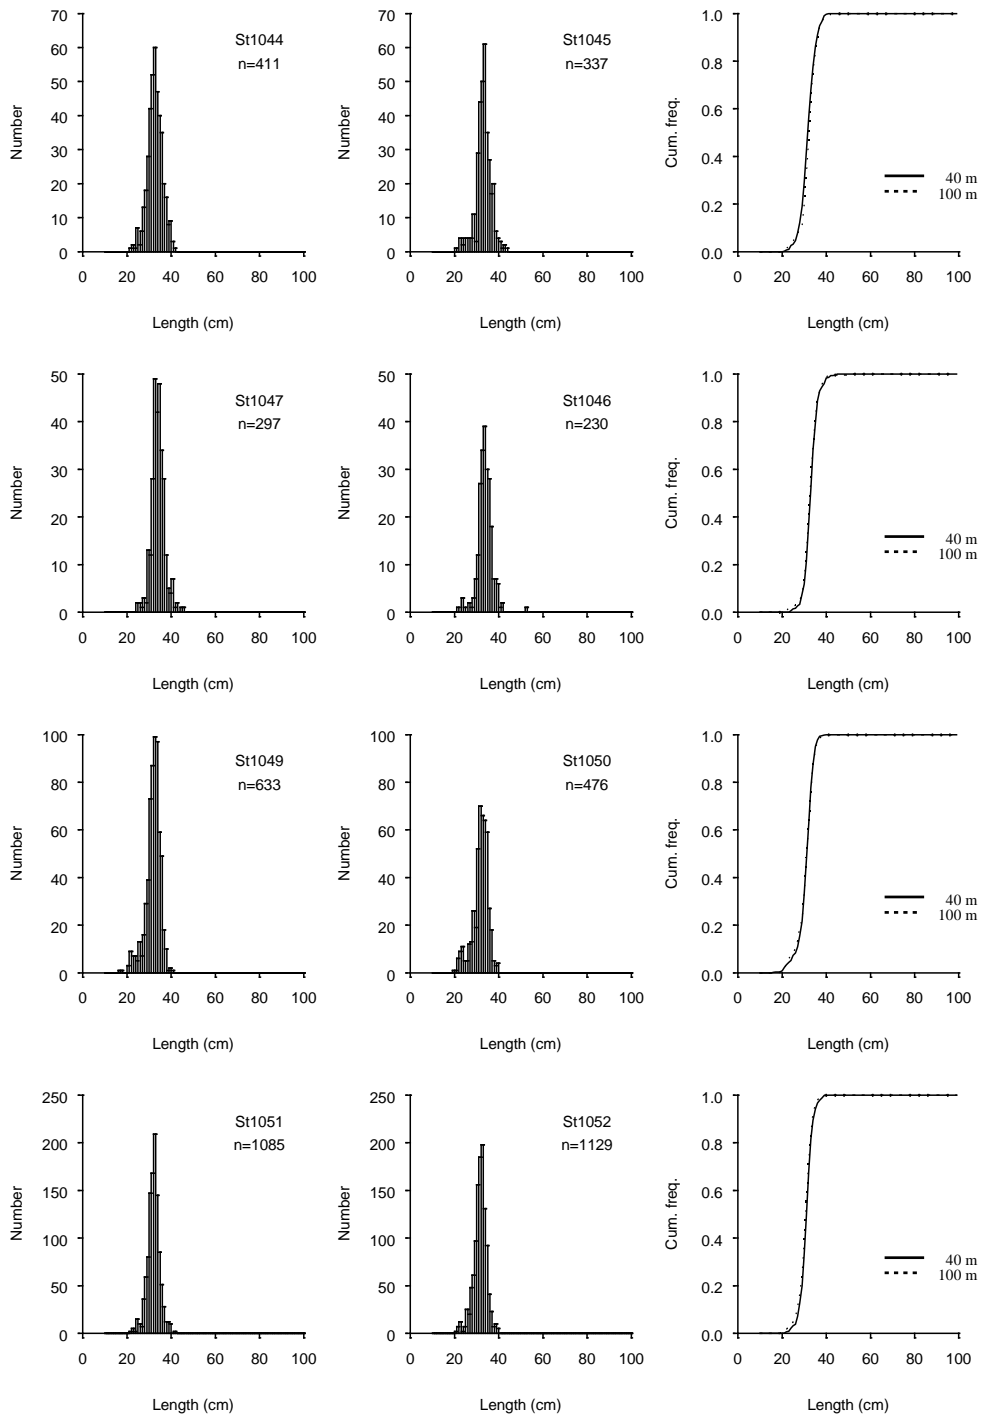 70
60
50
40
30
20
10
0
Number
St1044
n=411
0 20 40 60 80 100
Length (cm)
70
60
50
40
30
20
10
0
Number
St1045
n=337
0 20 40 60 80 100
Length (cm)
1.0
0.8
0.6
0.4
0.2
0.0
Cum. freq.
40 m
100 m
0 20 40 60 80 100
Length (cm)
50
40
30
20
10
0
Number
St1047
n=297
0 20 40 60 80 100
Length (cm)
50
40
30
20
10
0
Number
St1046
n=230
0 20 40 60 80 100
Length (cm)
1.0
0.8
0.6
0.4
0.2
0.0
Cum. freq.
40 m
100 m
0 20 40 60 80 100
Length (cm)
100
80
60
40
20
0
Number
St1049
n=633
0 20 40 60 80 100
Length (cm)
100
80
60
40
20
0
Number
St1050
n=476
0 20 40 60 80 100
Length (cm)
1.0
0.8
0.6
0.4
0.2
0.0
Cum. freq.
40 m
100 m
0 20 40 60 80 100
Length (cm)
250
200
150
100
50
0
Number
St1051
n=1085
0 20 40 60 80 100
Length (cm)
250
200
150
100
50
0
Number
St1052
n=1129
0 20 40 60 80 100
Length (cm)
1.0
0.8
0.6
0.4
0.2
0.0
Cum. freq.
40 m
100 m
0 20 40 60 80 100
Length (cm)